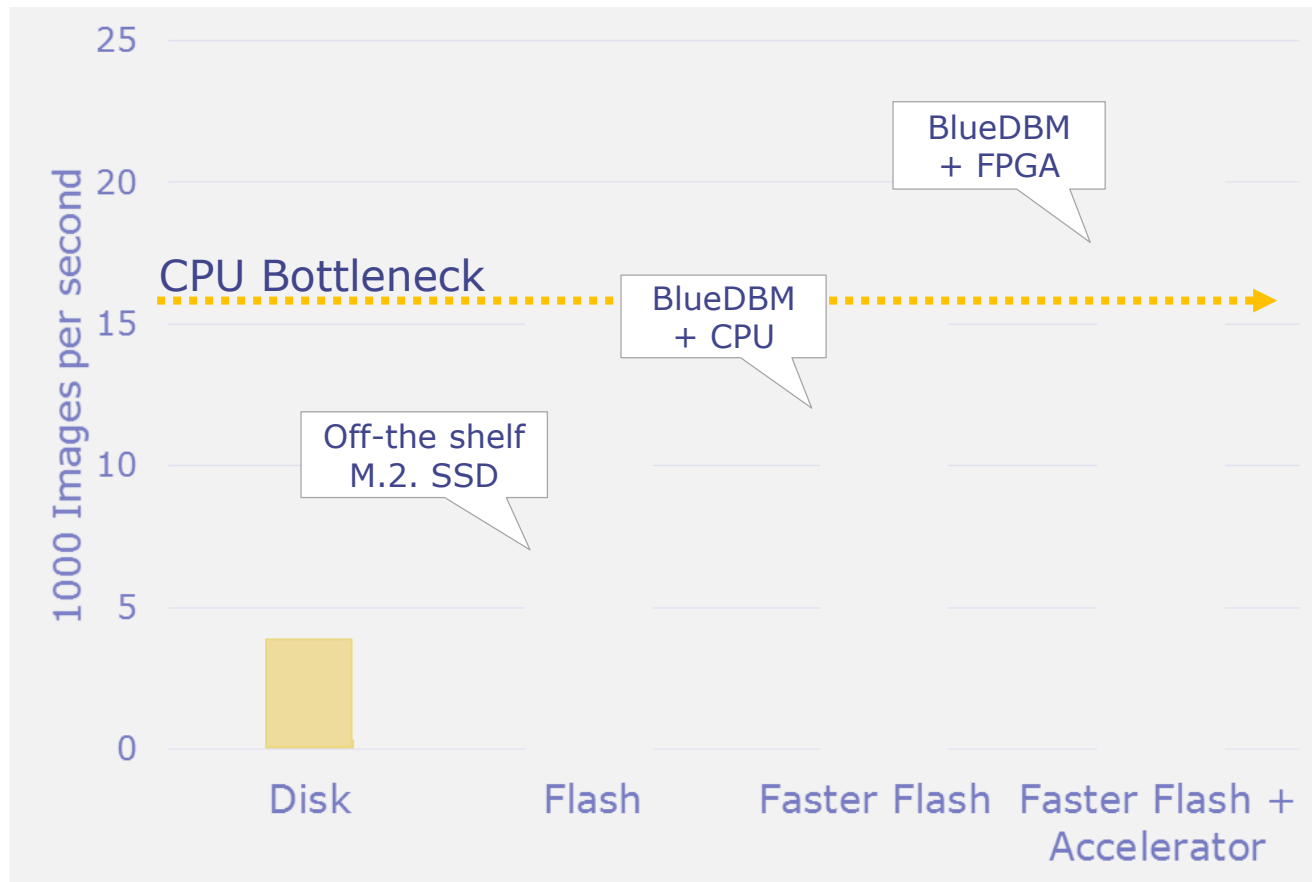 25
BlueDBM
+ FPGA
20
CPU Bottleneck
BlueDBM
+ CPU
15
Off-the shelf
M.2. SSD
10
5
0
1000 Images per second
Disk
Flash
Faster Flash
Faster Flash +
Accelerator